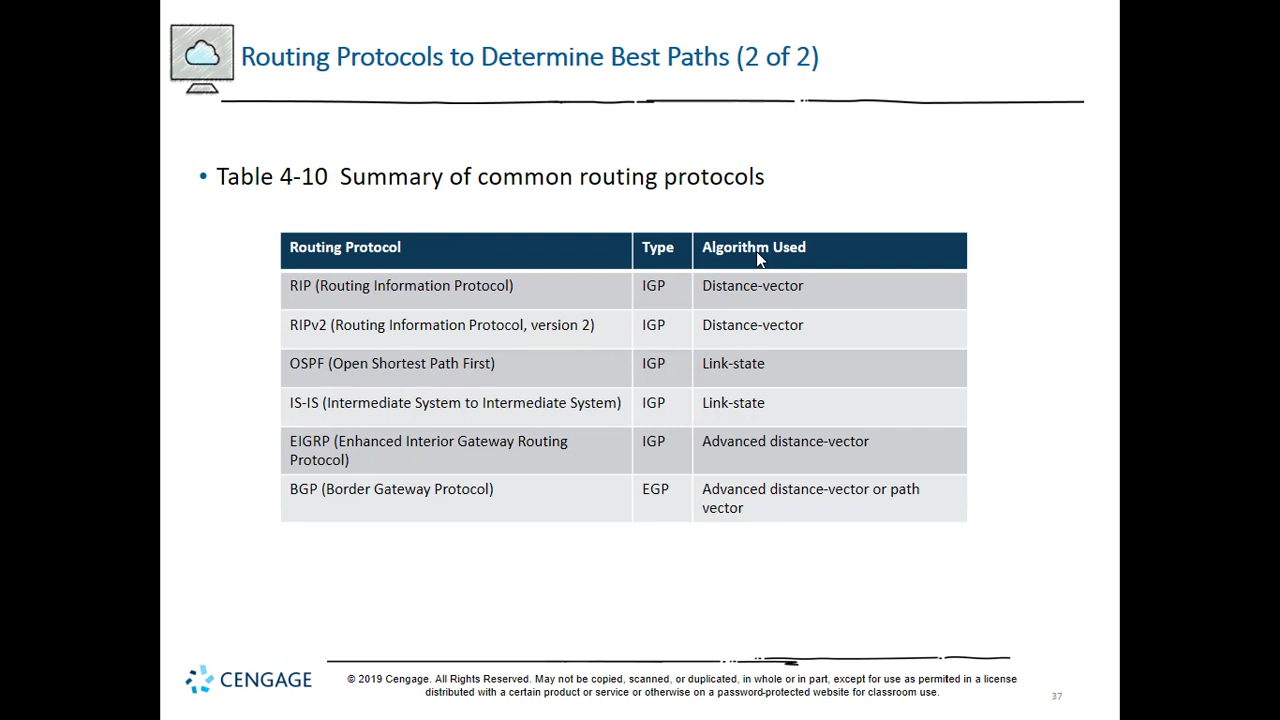 Routing Protocols to Determine Best Paths (2 of 2)
• Table 4-10 Summary of common routing protocols
Routing Protocol Type Algorithm Used
RIP (Routing Information Protocol) IGP Distance-vector
RIPv2 (Routing Information Protocol, version 2) IGP Distance-vector
OSPF (Open Shortest Path First) IGP Link-state
IS-IS (Intermediate System to Intermediate System) IGP Link-state
EIGRP (Enhanced Interior Gateway Routing IGP Advanced distance-vector
Protocol)
BGP (Border Gateway Protocol) EGP Advanced distance-vector or path
vector
CENGAGE
© 2019 Cengage. All Rights Reserved. May not be copied, scanned, or duplicated, in whole or in part, except for use as permitted in a license
distributed with a certain product or service or otherwise on a password-protected website for classroom use.
37